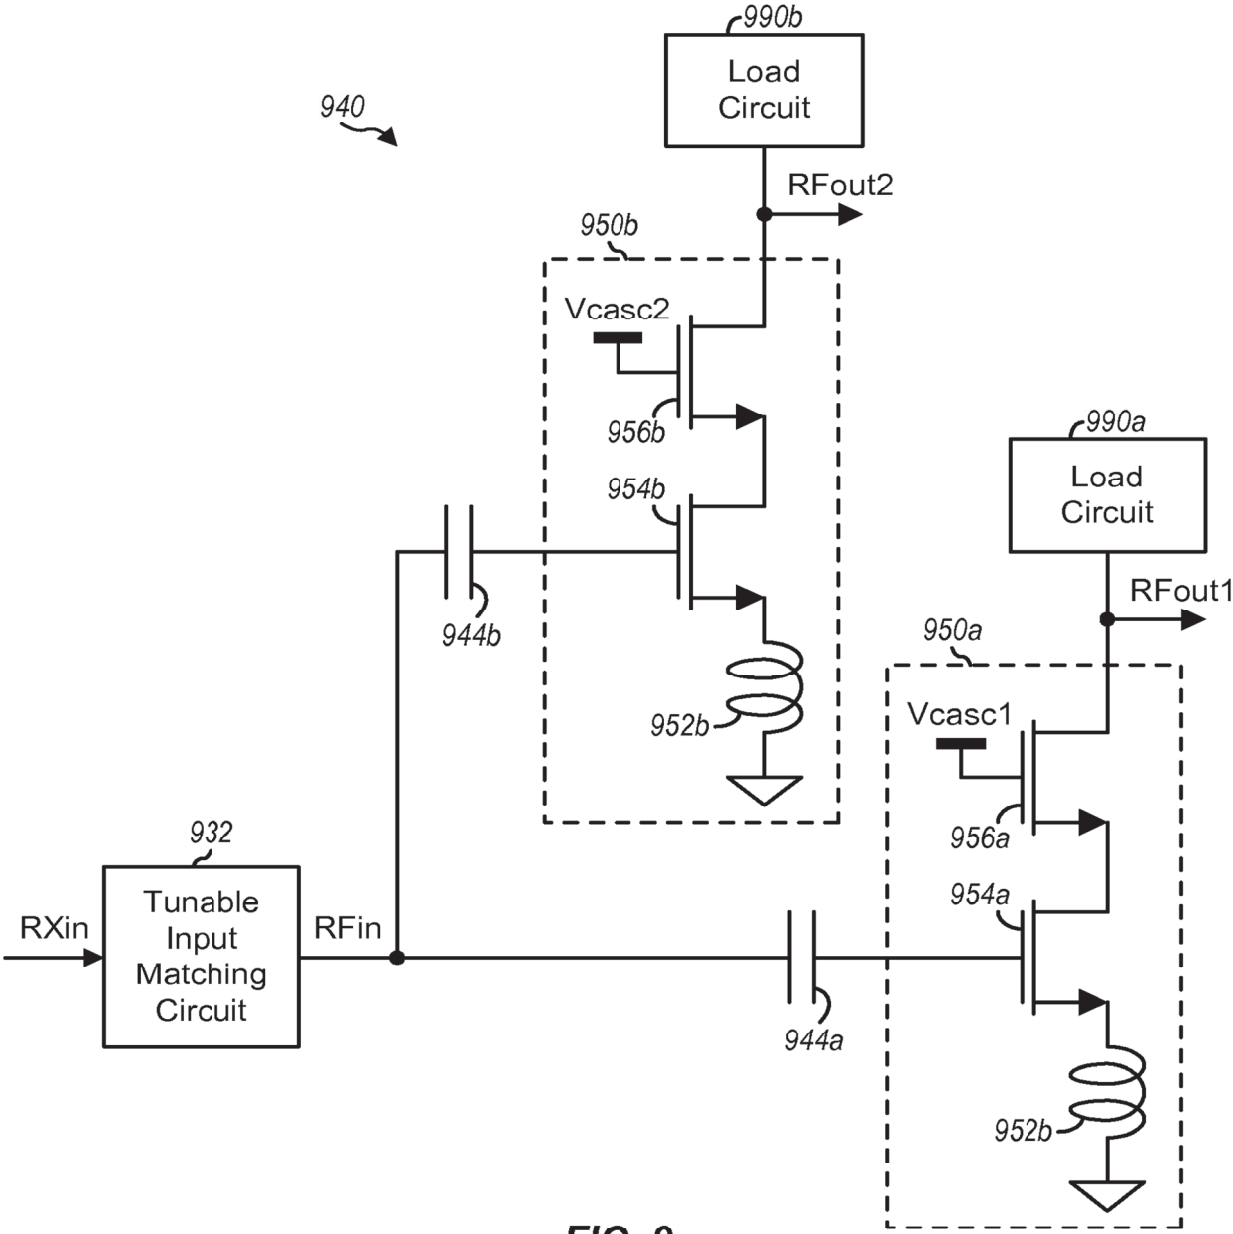 990b
Load
Circuit
940
RFout2
950b
Vcasc2
956b
954b
944b
952b
990a
Load
Circuit
RFout1
950a
Vcasc1
956a
954a
944a
952b
932
RXin
Tunable
Input
Matching
Circuit
RFin